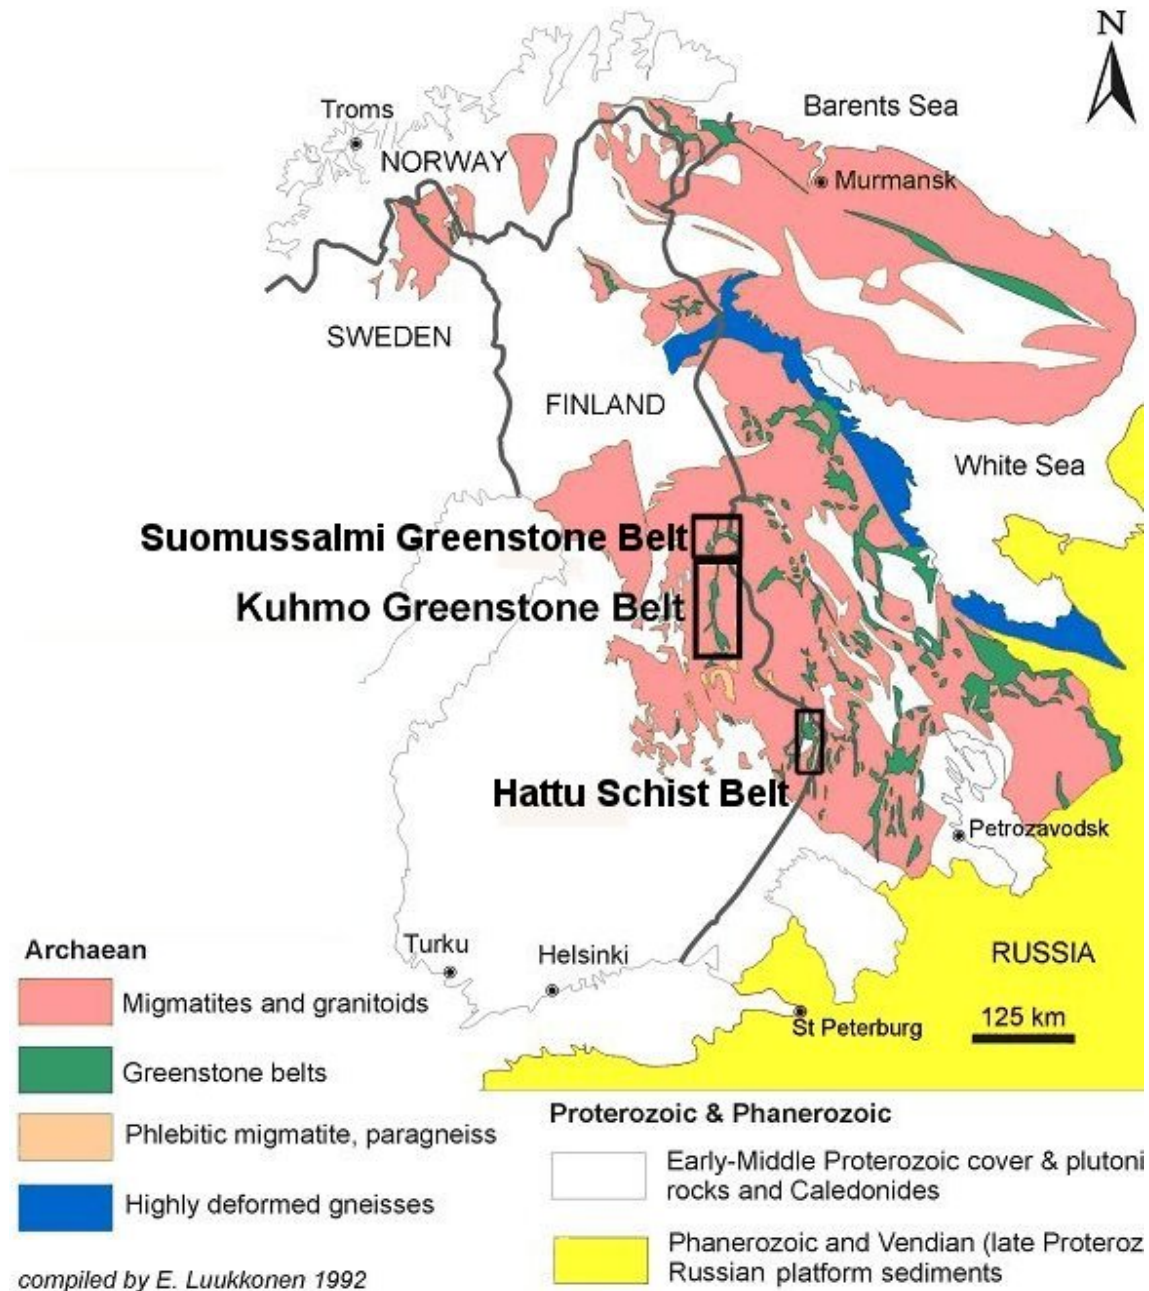 N
Barents Sea
Troms
NORWAY
Murmansk
SWEDEN
FINLAND
White Sea
Suomussalmi Greenstone Belt
Kuhmo Greenstone Belt
Hattu Schist Belt
Petrozavodsk
Turku
Helsinki
RUSSIA
St Peterburg
125 km
Archaean
Migmatites and granitoids
Greenstone belts
Phlebitic migmatite, paragneiss
Highly deformed gneisses
compiled by E. Luukkonen 1992
Proterozoic & Phanerozoic
Early-Middle Proterozoic cover & plutoni
rocks and Caledonides
Phanerozoic and Vendian (late Proteroz
Russian platform sediments